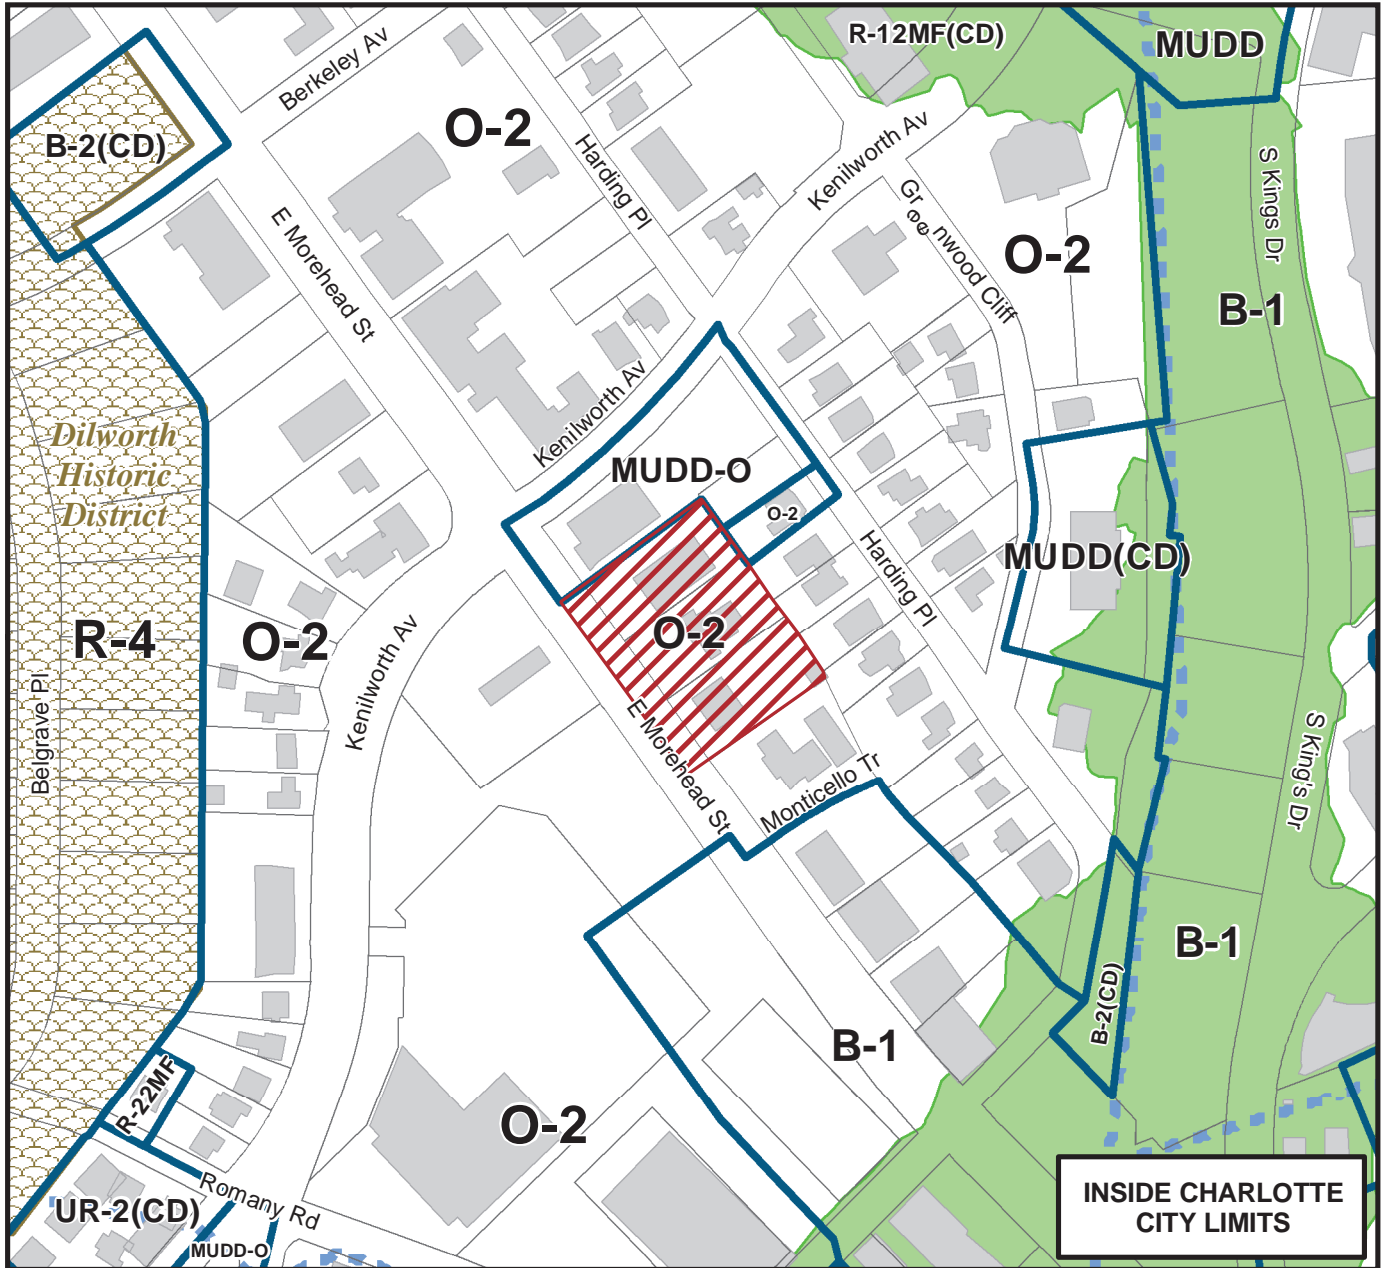 R-12MF(CD)
MUDD
Berkeley Av
O-2
B-2(CD)
Harding Pl
Kenilworth Av
S Kings Dr
Greenwood Cliff
E Morehead St
O-2
B-1
Kenilworth Av
Dilworth
Historic
District
MUDD-O
O-2
Harding Pl
MUDD(CD)
R-4
O-2
O-2
Kenilworth Av
Belgrave Pl
E Morehead St
Monticello Tr
S King's Dr
B-1
B-2(CD)
B-1
R-22MF
O-2
Romany Rd
UR-2(CD)
MUDD-O
INSIDE CHARLOTTE
CITY LIMITS